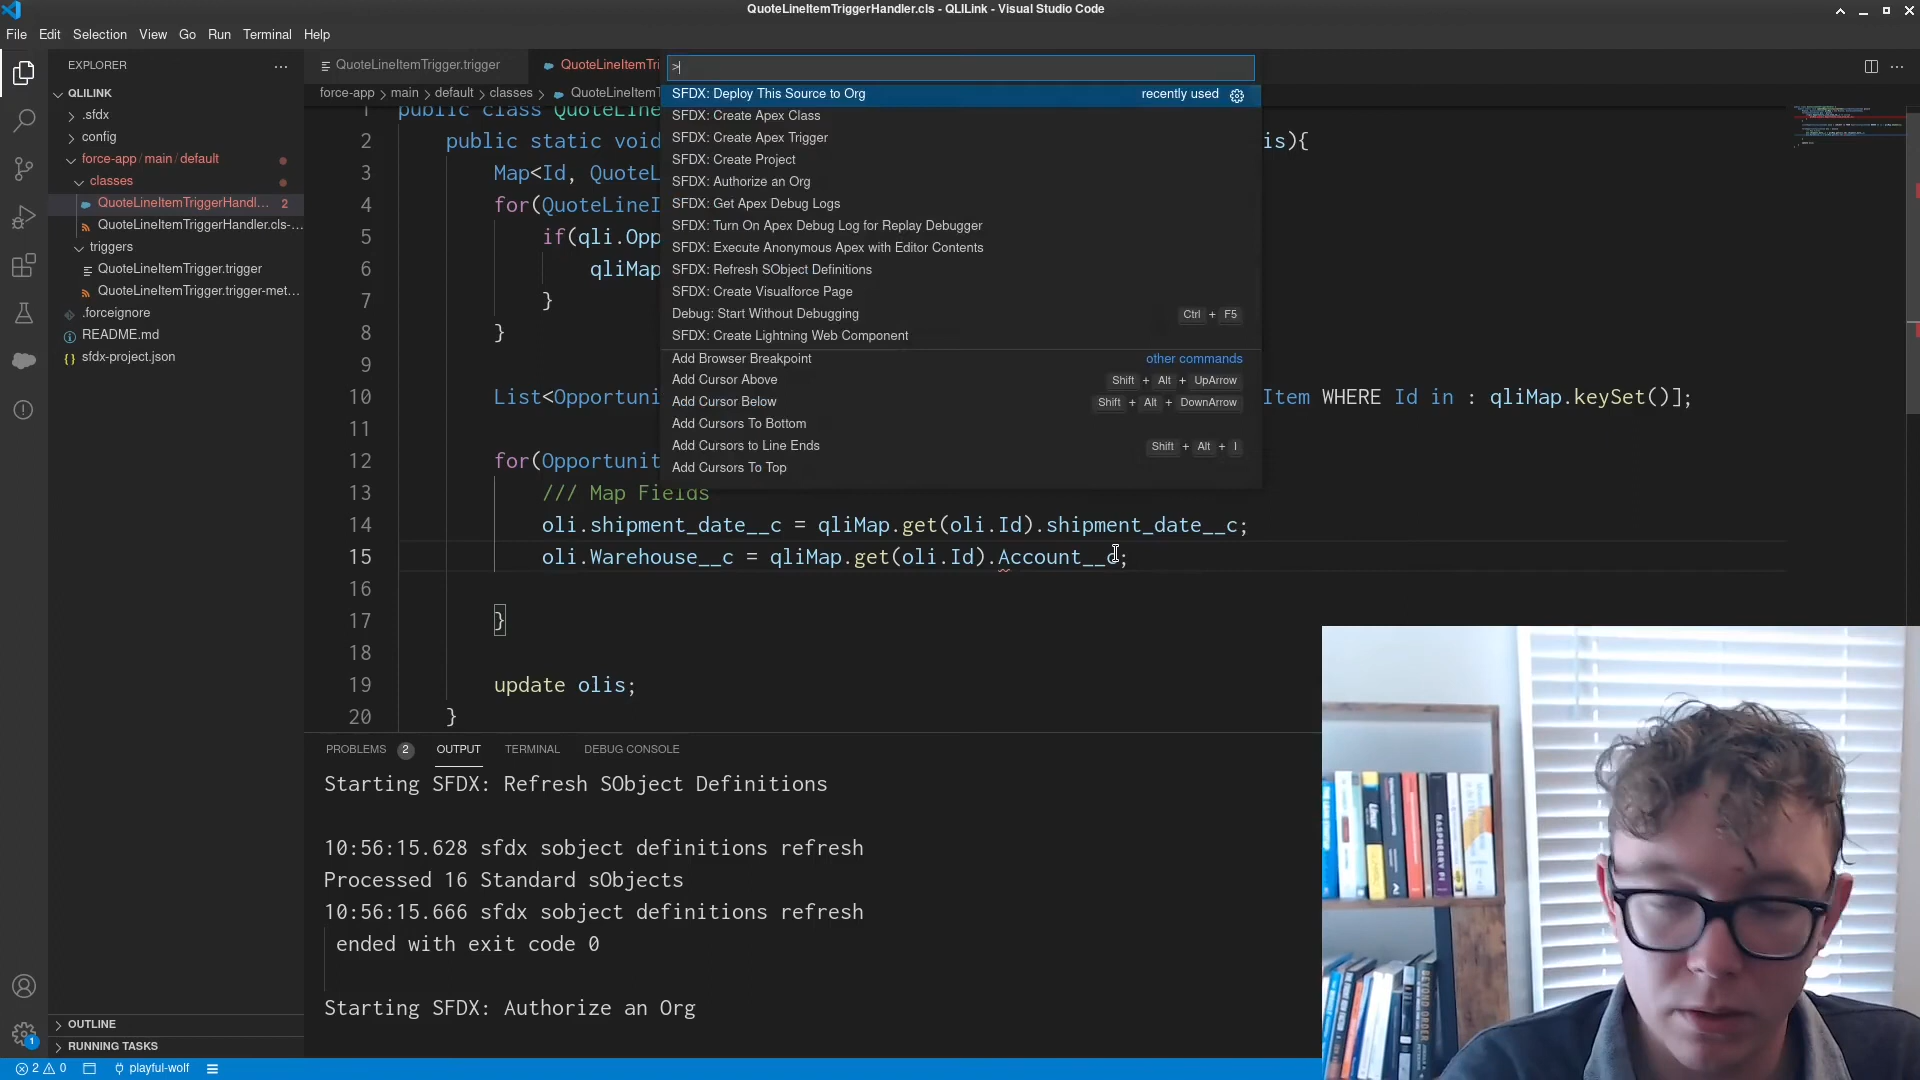 QuoteLineItemTriggerHandler.cls - QLILink - Visual Studio Code
File Edit Selection View Go Run Terminal Help
EXPLORER
QLILINK
.sfdx
config
force-app / main / default
classes
QuoteLineItemTriggerHandl... 2
QuoteLineItemTriggerHandler.cls-...
triggers
QuoteLineItemTrigger.trigger
QuoteLineItemTrigger.trigger-met...
.forceignore
README.md
sfdx-project.json
OUTLINE
RUNNING TASKS
QuoteLineItemTrigger.trigger QuoteLineItemTri
force-app > main > default > classes > QuoteLineItemT
>
SFDX: Deploy This Source to Org recently used
SFDX: Create Apex Class
SFDX: Create Apex Trigger
SFDX: Create Project
SFDX: Authorize an Org
SFDX: Get Apex Debug Logs
SFDX: Turn On Apex Debug Log for Replay Debugger
SFDX: Execute Anonymous Apex with Editor Contents
SFDX: Refresh SObject Definitions
SFDX: Create Visualforce Page
Debug: Start Without Debugging Ctrl + F5
SFDX: Create Lightning Web Component
Add Browser Breakpoint other commands
Add Cursor Above Shift + Alt + UpArrow
Add Cursor Below Shift + Alt + DownArrow
Add Cursors To Bottom
Add Cursors to Line Ends Shift + Alt + I
Add Cursors To Top
1 public class QuoteLine
2 public static void is){
3 Map<Id, QuoteL
4 for(QuoteLineI
5 if(qli.Opp
6 qliMap
7 }
8 }
9
10 List<Opportuni Item WHERE Id in : qliMap.keySet()];
11
12 for(Opportunit
13 /// Map Fields
14 oli.shipment_date__c = qliMap.get(oli.Id).shipment_date__c;
15 oli.Warehouse__c = qliMap.get(oli.Id).Account__c;
16
17 }
18
19 update olis;
20 }
PROBLEMS 2 OUTPUT TERMINAL DEBUG CONSOLE
Starting SFDX: Refresh SObject Definitions
10:56:15.628 sfdx sobject definitions refresh
Processed 16 Standard sObjects
10:56:15.666 sfdx sobject definitions refresh
ended with exit code 0
Starting SFDX: Authorize an Org
1
2 0 playful-wolf
RASPBERRY PI
BEYOND ORDER